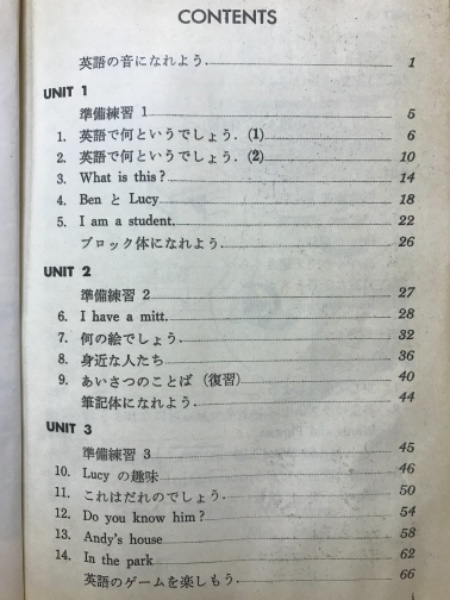 CONTENTS
英語の音になれよう. 1
UNIT 1
準備練習 1 5
1. 英語で何というでしょう. (1) 6
2. 英語で何というでしょう. (2) 10
3. What is this? 14
4. Ben と Lucy 18
5. I am a student. 22
ブロック体になれよう. 26
UNIT 2
準備練習 2 27
6. I have a mitt. 28
7. 何の絵でしょう. 32
8. 身近な人たち 36
9. あいさつのことば (復習) 40
筆記体になれよう. 44
UNIT 3
準備練習 3 45
10. Lucy の趣味 46
11. これはだれのでしょう. 50
12. Do you know him? 54
13. Andy's house 58
14. In the park 62
英語のゲームを楽しもう. 66